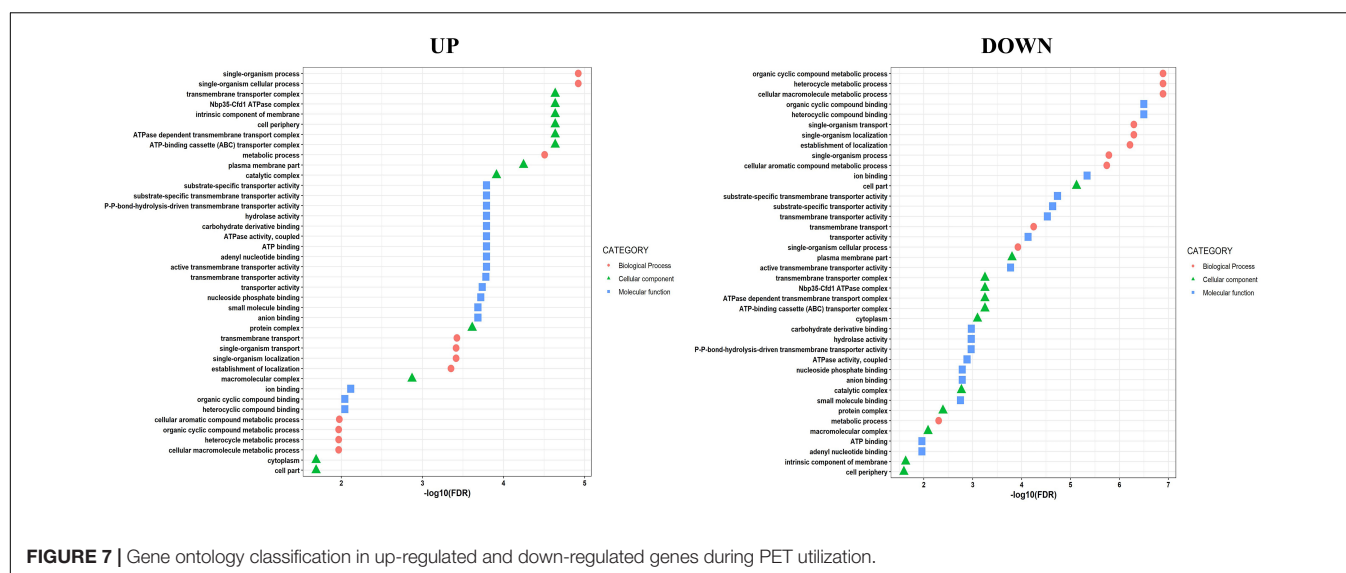 UP
single-organism process
single-organism cellular process
transmembrane transporter complex
Nbp35-Cfd1 ATPase complex
intrinsic component of membrane
cell periphery
ATPase dependent transmembrane transport complex
ATP-binding cassette (ABC) transporter complex
metabolic process
plasma membrane part
catalytic complex
substrate-specific transporter activity
substrate-specific transmembrane transporter activity
P-P-bond-hydrolysis-driven transmembrane transporter activity
hydrolase activity
carbohydrate derivative binding
ATPase activity, coupled
ATP binding
adenyl nucleotide binding
active transmembrane transporter activity
transmembrane transporter activity
transporter activity
nucleoside phosphate binding
small molecule binding
anion binding
protein complex
transmembrane transport
single-organism transport
single-organism localization
establishment of localization
macromolecular complex
ion binding
organic cyclic compound binding
heterocyclic compound binding
cellular aromatic compound metabolic process
organic cyclic compound metabolic process
heterocycle metabolic process
cellular macromolecule metabolic process
cytoplasm
cell part
2 3 4 5
-log10(FDR)
CATEGORY
Biological Process
Cellular component
Molecular function
DOWN
organic cyclic compound metabolic process
heterocycle metabolic process
cellular macromolecule metabolic process
organic cyclic compound binding
heterocyclic compound binding
single-organism transport
single-organism localization
establishment of localization
single-organism process
cellular aromatic compound metabolic process
ion binding
cell part
substrate-specific transmembrane transporter activity
substrate-specific transporter activity
transmembrane transporter activity
transmembrane transport
transporter activity
single-organism cellular process
plasma membrane part
active transmembrane transporter activity
transmembrane transporter complex
Nbp35-Cfd1 ATPase complex
ATPase dependent transmembrane transport complex
ATP-binding cassette (ABC) transporter complex
cytoplasm
carbohydrate derivative binding
hydrolase activity
P-P-bond-hydrolysis-driven transmembrane transporter activity
ATPase activity, coupled
nucleoside phosphate binding
anion binding
catalytic complex
small molecule binding
protein complex
metabolic process
macromolecular complex
ATP binding
adenyl nucleotide binding
intrinsic component of membrane
cell periphery
2 3 4 5 6 7
-log10(FDR)
CATEGORY
Biological Process
Cellular component
Molecular function
FIGURE 7 | Gene ontology classification in up-regulated and down-regulated genes during PET utilization.